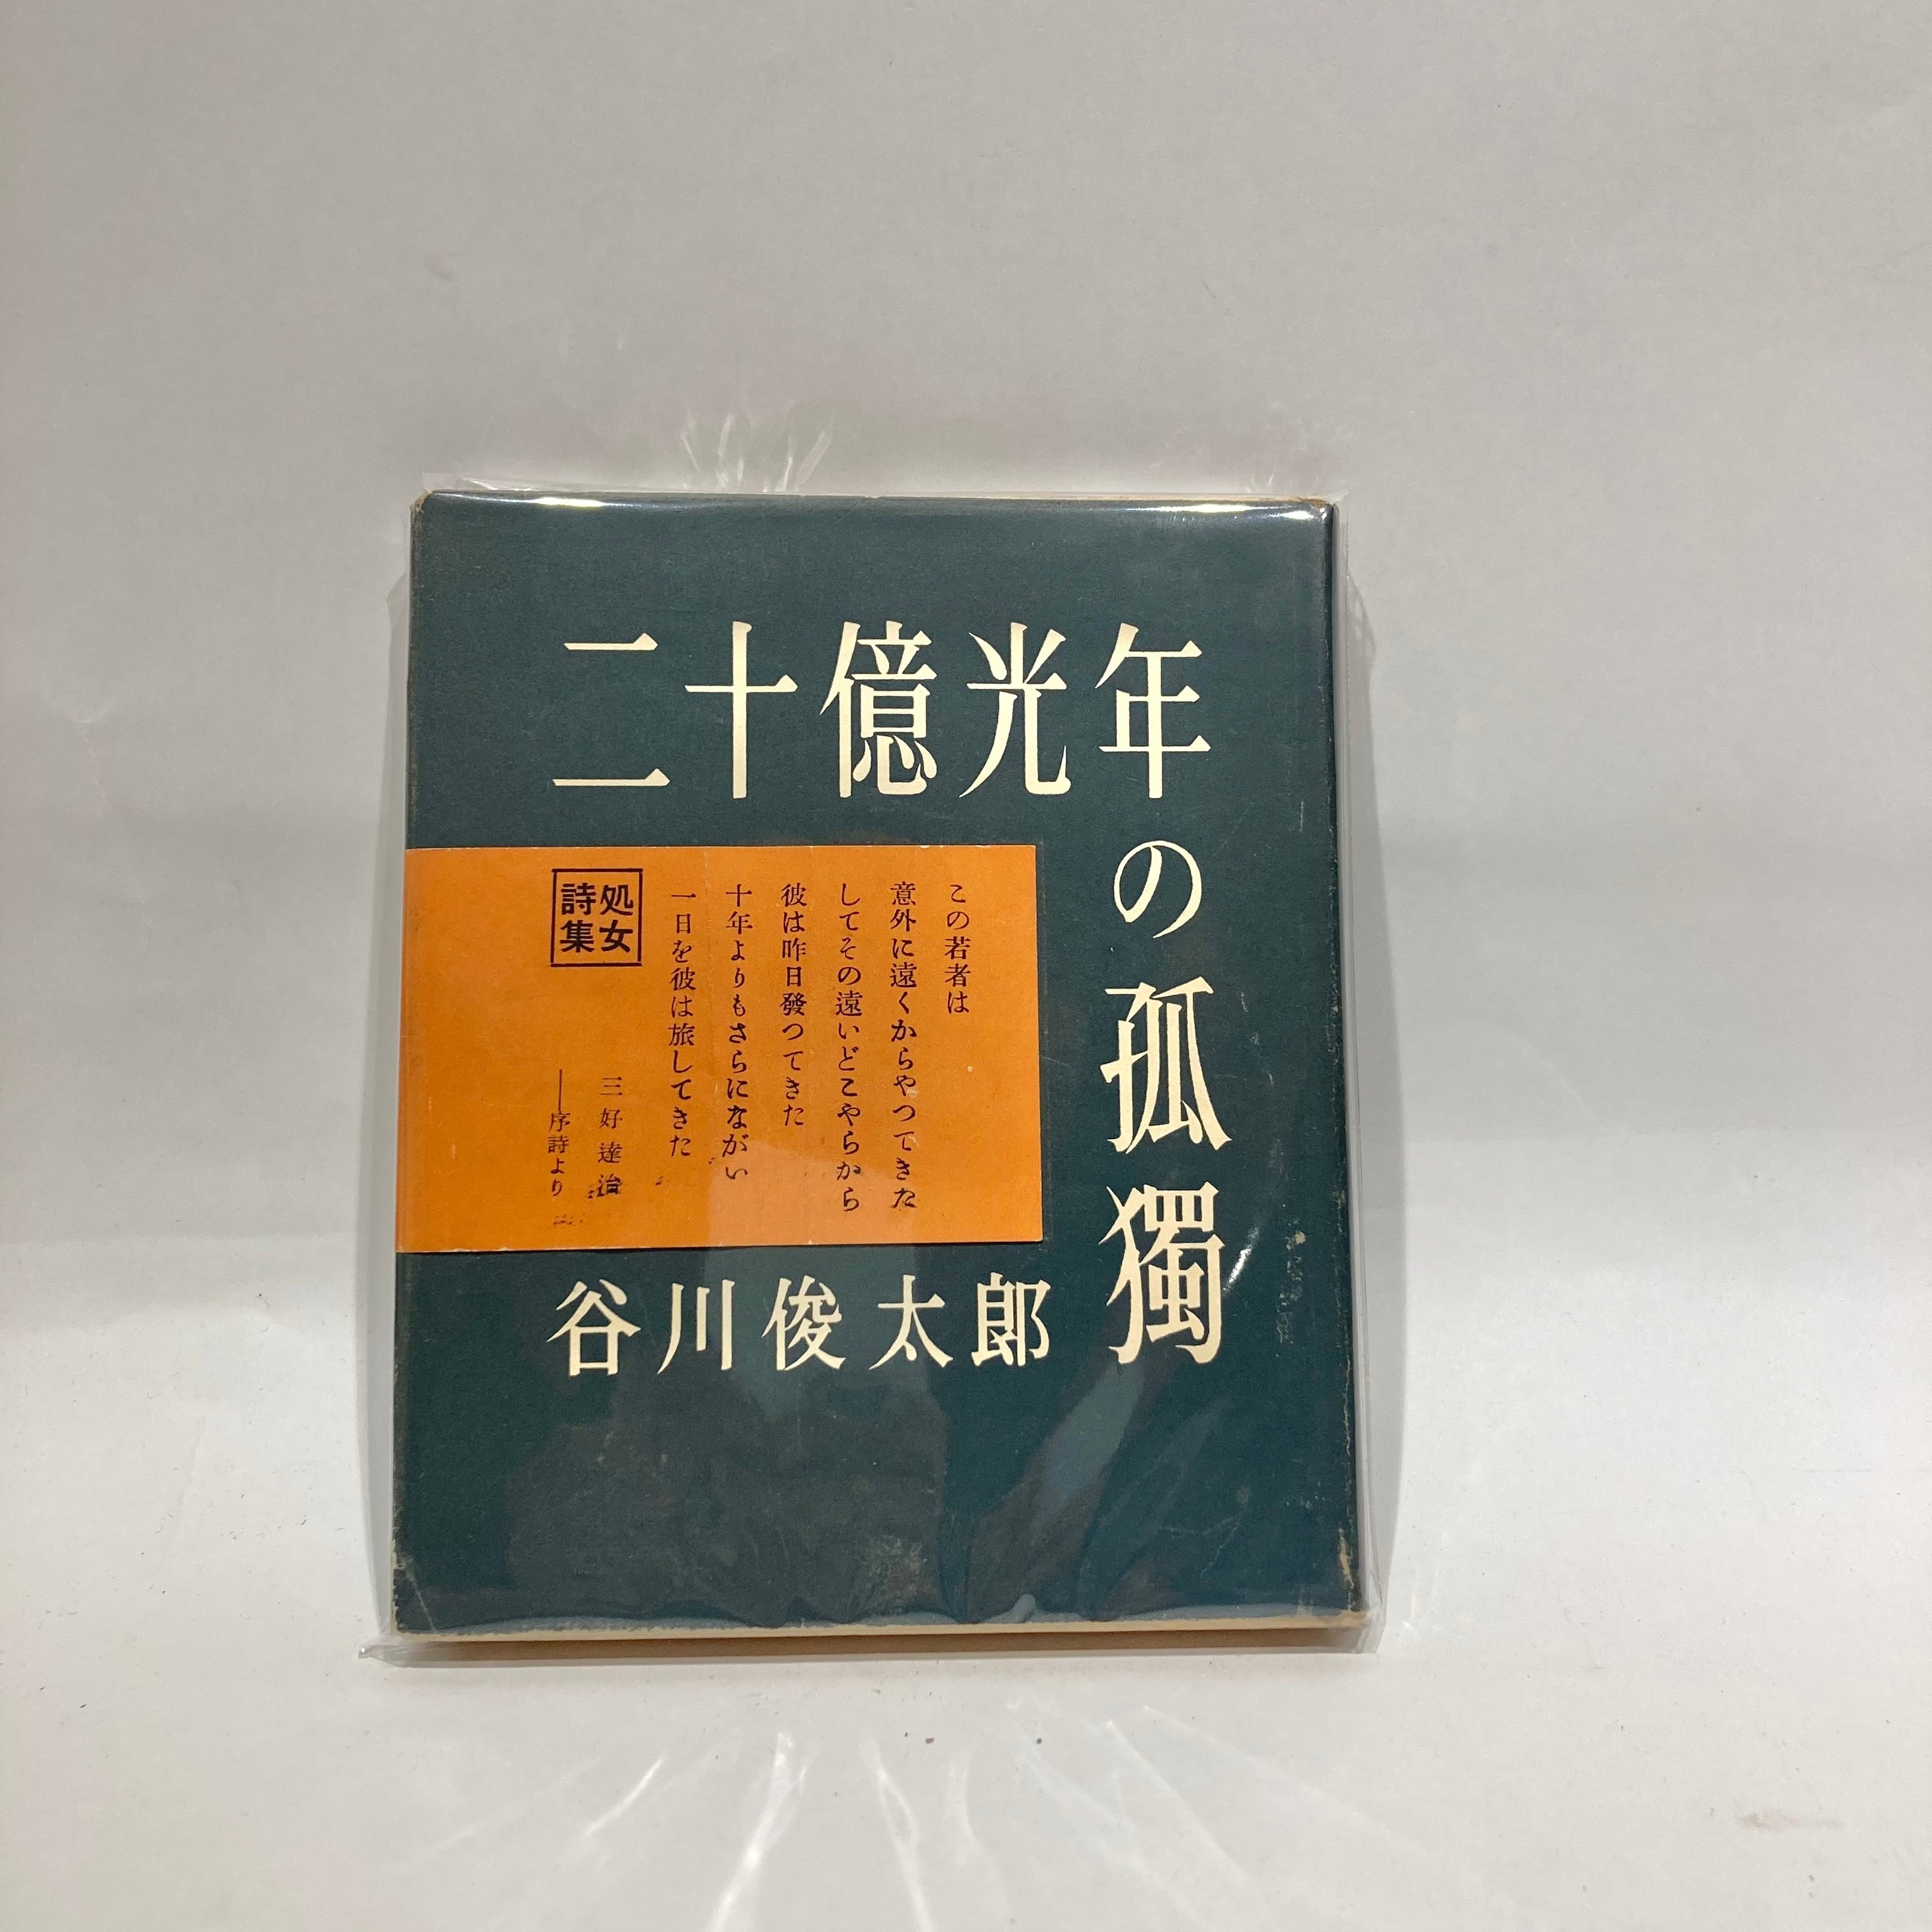 二十億光年の孤獨
この若者は
意外に遠くからやつてきた
してその遠いどこやらから
彼は昨日發つてきた
十年よりもさらにながい
一日を彼は旅してきた
三好達治
―序詩より
処女
詩集
谷川俊太郎